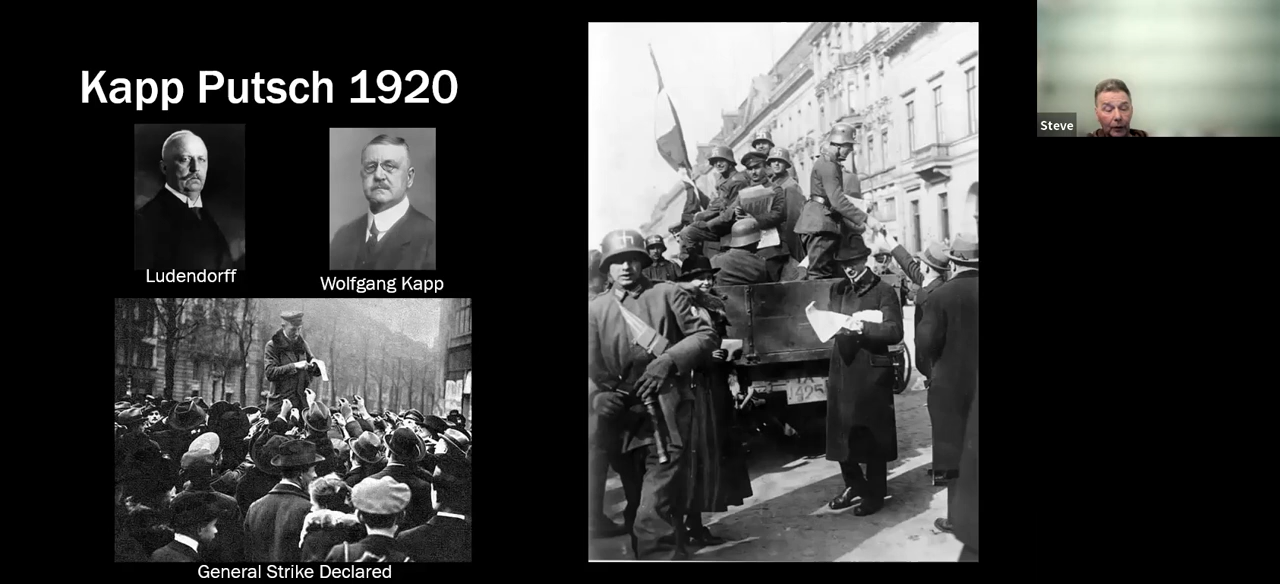 Kapp Putsch 1920
Ludendorff
Wolfgang Kapp
General Strike Declared
Steve